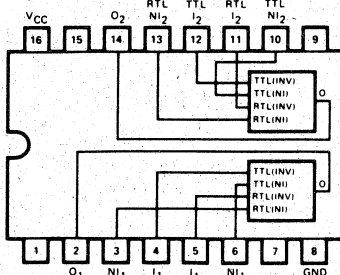 RTL TTL RTL TTL
VCC O2 NI2 I2 I2 NI2
16 15 14 13 12 11 10 9
TTL(INV)
TTL(NI) O
RTL(INV)
RTL(NI)
TTL(INV)
TTL(NI) O
RTL(INV)
RTL(NI)
1 2 3 4 5 6 7 8
O1 NI1 I1 I1 NI1 GND